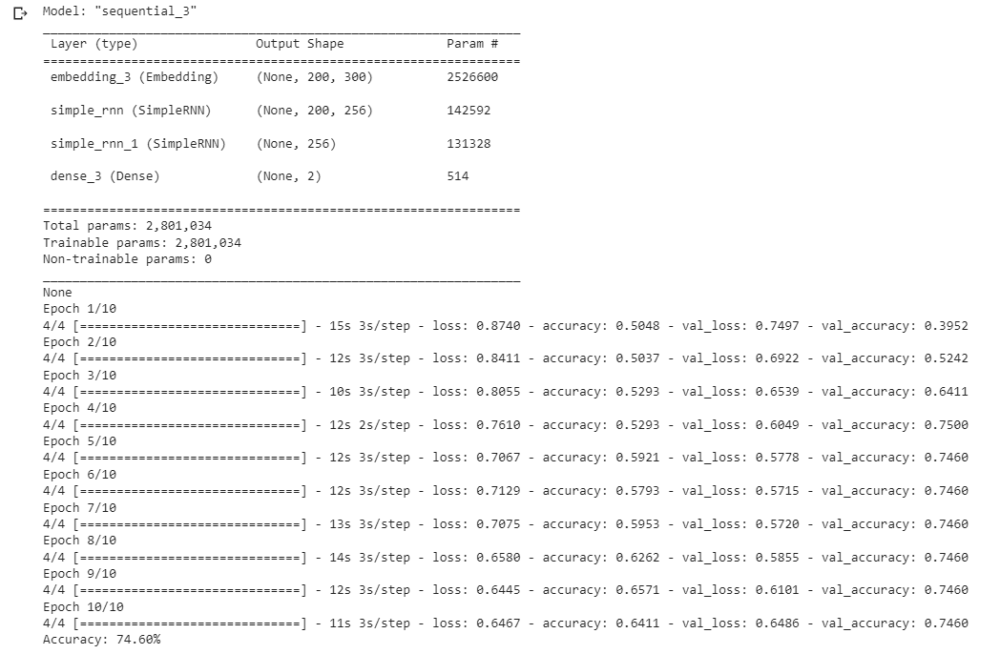 Model: "sequential_3"
_________________________________________________________________
Layer (type) Output Shape Param #
=================================================================
embedding_3 (Embedding) (None, 200, 300) 2526600
simple_rnn (SimpleRNN) (None, 200, 256) 142592
simple_rnn_1 (SimpleRNN) (None, 256) 131328
dense_3 (Dense) (None, 2) 514
=================================================================
Total params: 2,801,034
Trainable params: 2,801,034
Non-trainable params: 0
_________________________________________________________________
None
Epoch 1/10
4/4 [==============================] - 15s 3s/step - loss: 0.8740 - accuracy: 0.5048 - val_loss: 0.7497 - val_accuracy: 0.3952
Epoch 2/10
4/4 [==============================] - 12s 3s/step - loss: 0.8411 - accuracy: 0.5037 - val_loss: 0.6922 - val_accuracy: 0.5242
Epoch 3/10
4/4 [==============================] - 10s 3s/step - loss: 0.8055 - accuracy: 0.5293 - val_loss: 0.6539 - val_accuracy: 0.6411
Epoch 4/10
4/4 [==============================] - 12s 2s/step - loss: 0.7610 - accuracy: 0.5293 - val_loss: 0.6049 - val_accuracy: 0.7500
Epoch 5/10
4/4 [==============================] - 12s 3s/step - loss: 0.7067 - accuracy: 0.5921 - val_loss: 0.5778 - val_accuracy: 0.7460
Epoch 6/10
4/4 [==============================] - 12s 3s/step - loss: 0.7129 - accuracy: 0.5793 - val_loss: 0.5715 - val_accuracy: 0.7460
Epoch 7/10
4/4 [==============================] - 13s 3s/step - loss: 0.7075 - accuracy: 0.5953 - val_loss: 0.5720 - val_accuracy: 0.7460
Epoch 8/10
4/4 [==============================] - 14s 3s/step - loss: 0.6580 - accuracy: 0.6262 - val_loss: 0.5855 - val_accuracy: 0.7460
Epoch 9/10
4/4 [==============================] - 12s 3s/step - loss: 0.6445 - accuracy: 0.6571 - val_loss: 0.6101 - val_accuracy: 0.7460
Epoch 10/10
4/4 [==============================] - 11s 3s/step - loss: 0.6467 - accuracy: 0.6411 - val_loss: 0.6486 - val_accuracy: 0.7460
Accuracy: 74.60%